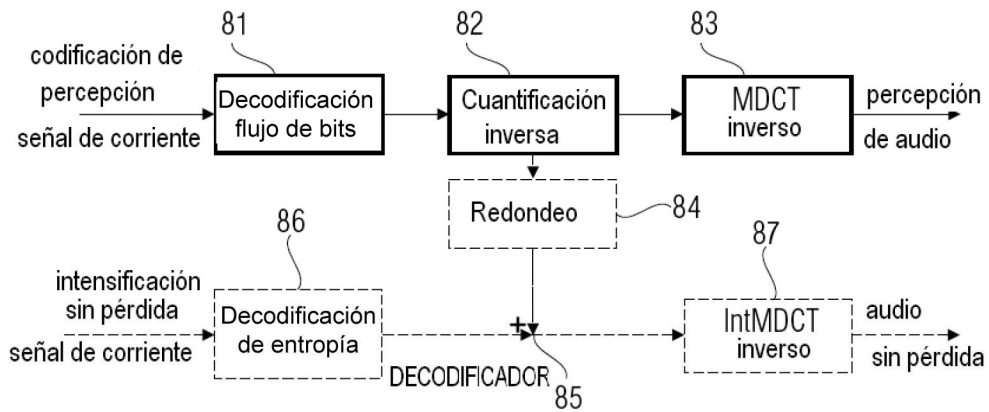 81
82
83
codificación de
percepción
señal de corriente
Decodificación
flujo de bits
Cuantificación
inversa
MDCT
inverso
percepción
de audio
Redondeo
84
86
87
intensificación
sin pérdida
señal de corriente
Decodificación
de entropía
+
DECODIFICADOR
85
IntMDCT
inverso
audio
sin pérdida